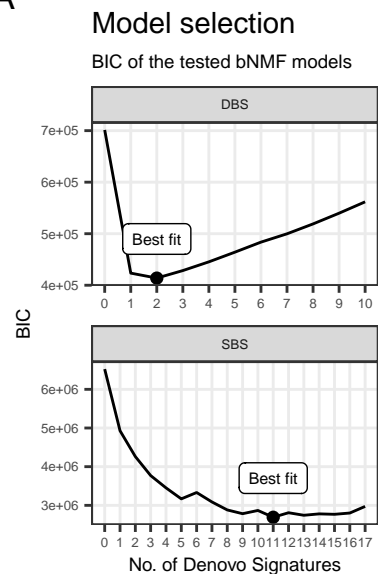 A
Model selection
BIC of the tested bNMF models
DBS
7e+05
6e+05
5e+05
4e+05
Best fit
0 1 2 3 4 5 6 7 8 9 10
BIC
SBS
6e+06
5e+06
4e+06
3e+06
Best fit
0 1 2 3 4 5 6 7 8 9 10 11 12 13 14 15 16 17
No. of Denovo Signatures